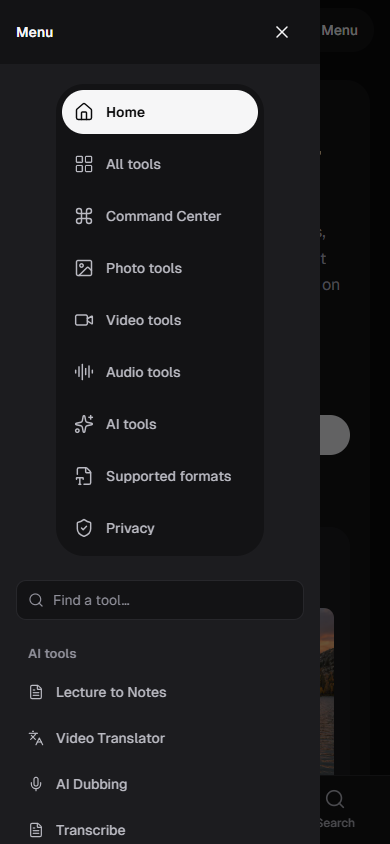 Menu
Menu
Home
All tools
Command Center
Photo tools
Video tools
Audio tools
AI tools
Supported formats
Privacy
Find a tool...
AI tools
Lecture to Notes
Video Translator
AI Dubbing
Transcribe
on
Search